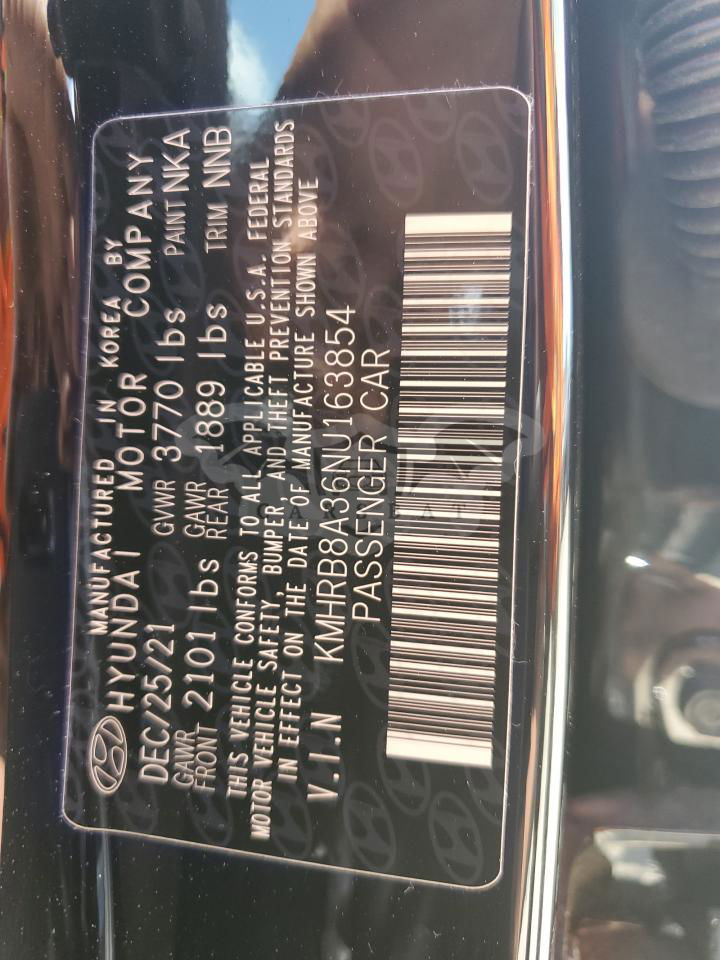 MANUFACTURED IN KOREA BY
HYUNDAI MOTOR COMPANY
DEC/25/21 GVWR 3770 lbs PAINT NKA
GAWR FRONT 2101 lbs GAWR REAR 1889 lbs TRIM NNB
THIS VEHICLE CONFORMS TO ALL APPLICABLE U.S.A. FEDERAL
MOTOR VEHICLE SAFETY, BUMPER, AND THEFT PREVENTION STANDARDS
IN EFFECT ON THE DATE OF MANUFACTURE SHOWN ABOVE
V.I.N KMHRB8A36NU163854
PASSENGER CAR